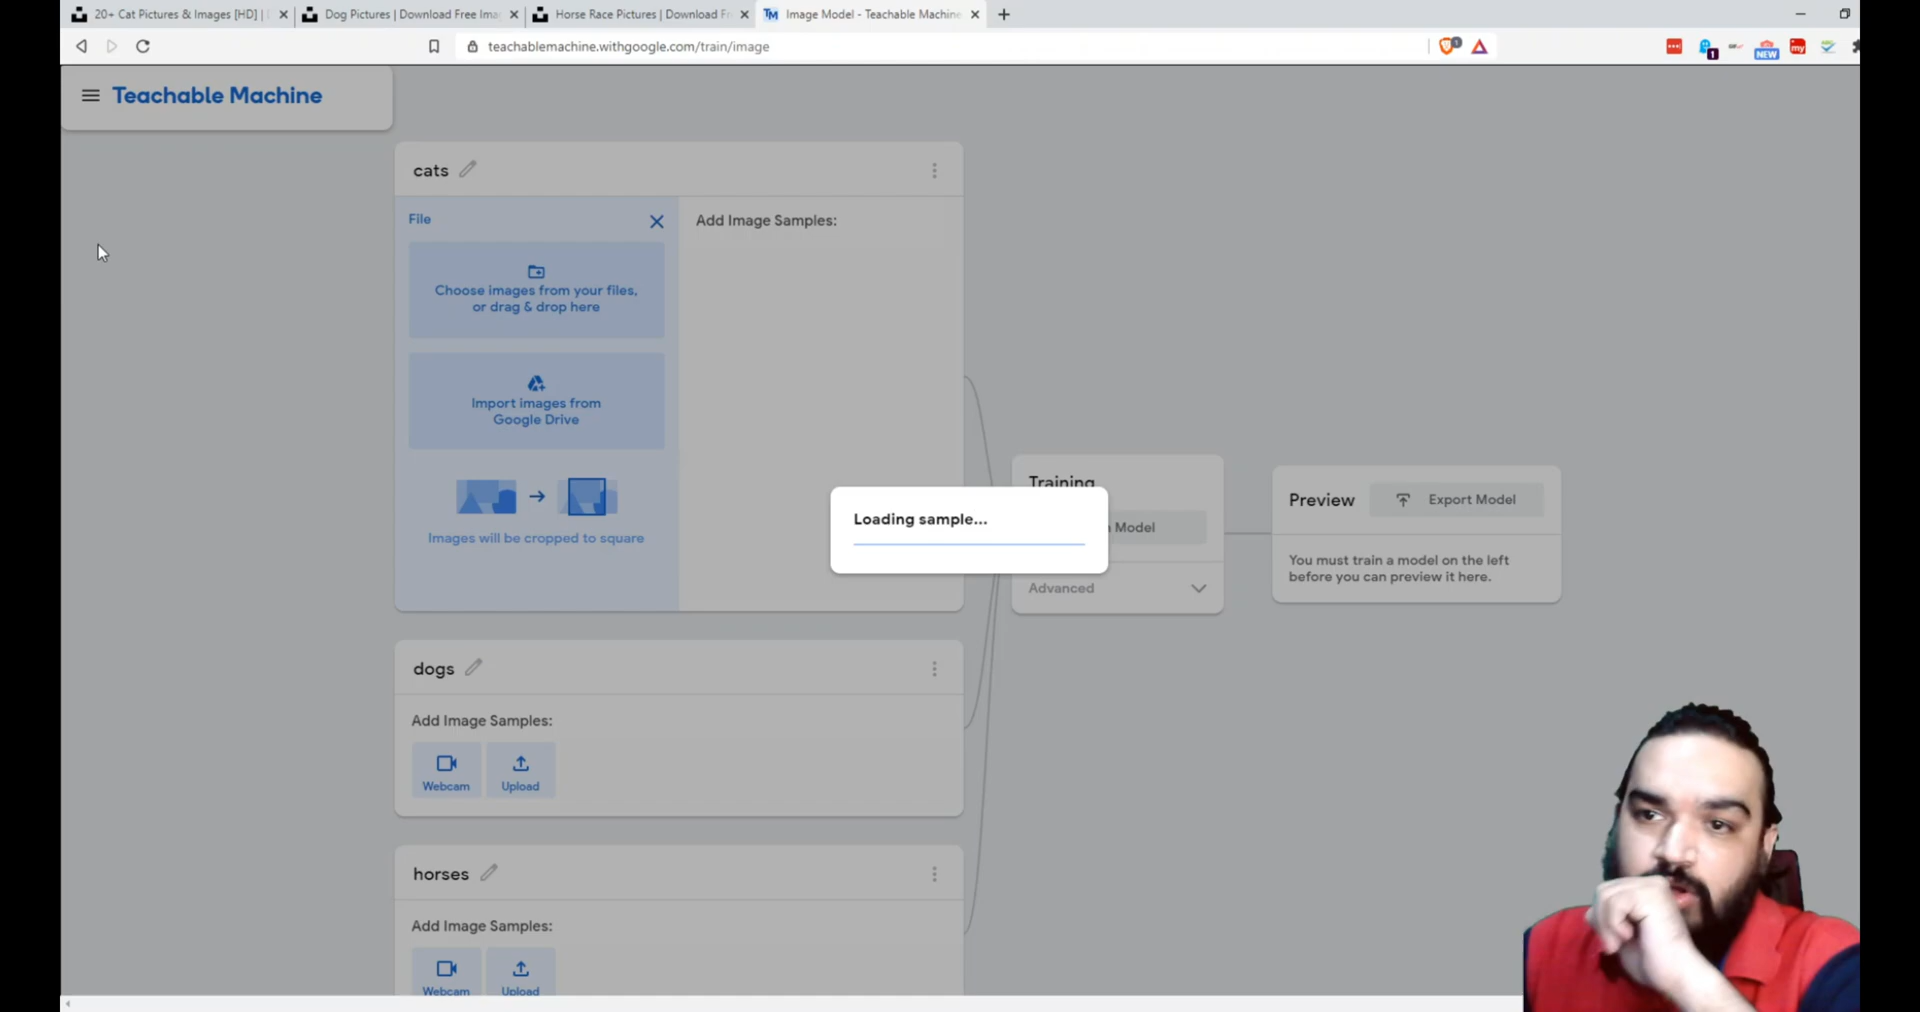 20+ Cat Pictures & Images [HD] |
Dog Pictures | Download Free Ima
Horse Race Pictures | Download Fr
TM Image Model - Teachable Machine
teachablemachine.withgoogle.com/train/image
1
1
NEW
my
Teachable Machine
cats
File
Add Image Samples:
Choose images from your files,
or drag & drop here
Import images from
Google Drive
Images will be cropped to square
Training
Loading sample...
Model
Advanced
Preview
Export Model
You must train a model on the left
before you can preview it here.
dogs
Add Image Samples:
Webcam
Upload
horses
Add Image Samples:
Webcam
Upload